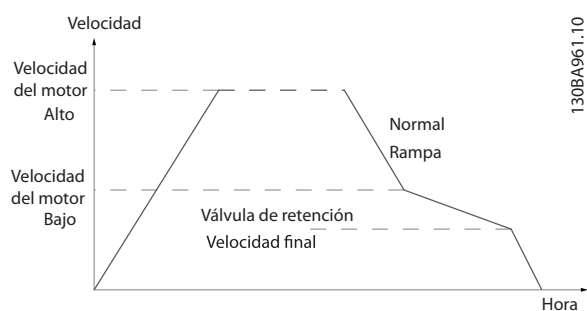 Velocidad
Velocidad
del motor
Alto
Normal
Rampa
Velocidad
del motor
Bajo
Válvula de retención
Velocidad final
Hora
130BA961.10